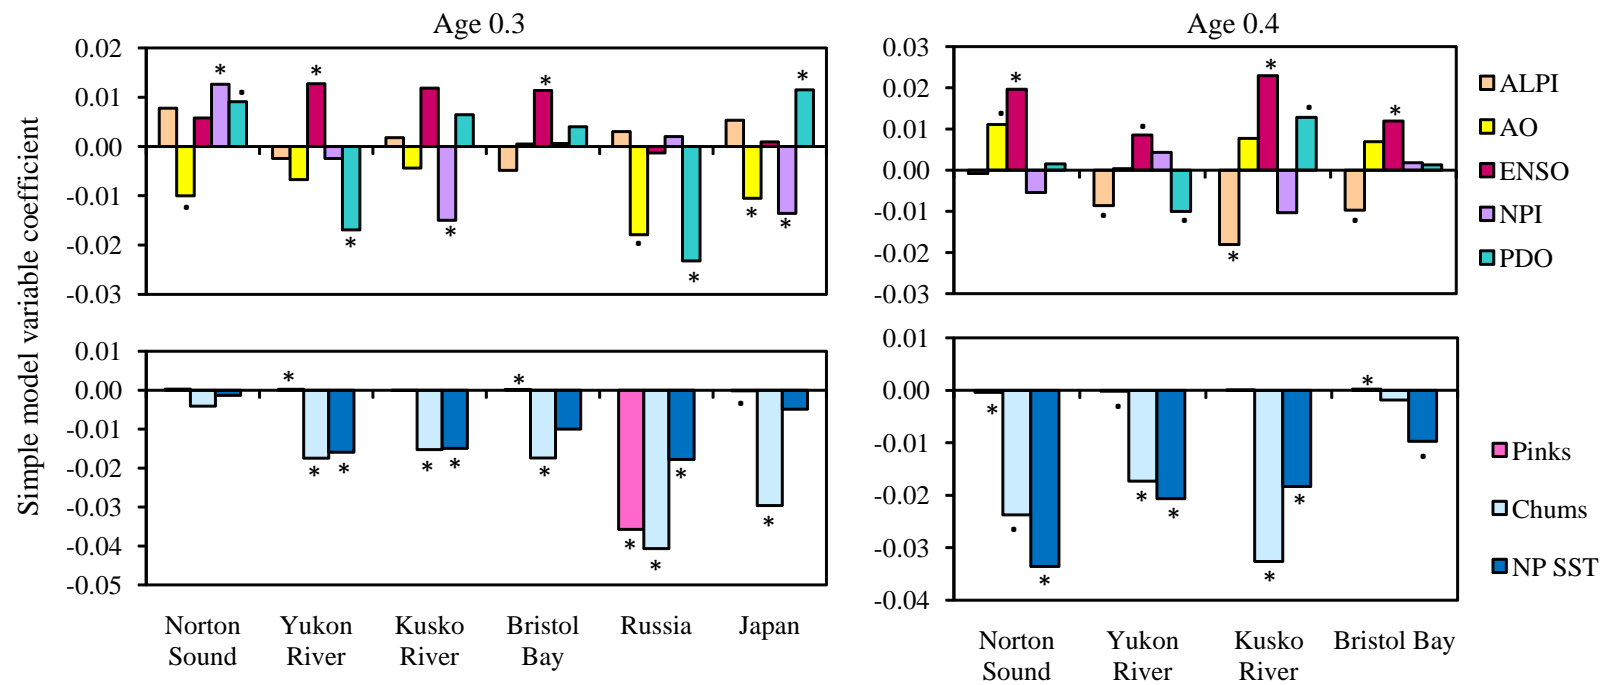 Age 0.3
Age 0.4
Simple model variable coefficient
0.02
0.01
0.00
-0.01
-0.02
-0.03
0.03
0.02
0.01
0.00
-0.01
-0.02
-0.03
ALPI
AO
ENSO
NPI
PDO
0.01
0.00
-0.01
-0.02
-0.03
-0.04
-0.05
0.01
0.00
-0.01
-0.02
-0.03
-0.04
Pinks
Chums
NP SST
Norton Sound
Yukon River
Kusko River
Bristol Bay
Russia
Japan
Norton Sound
Yukon River
Kusko River
Bristol Bay